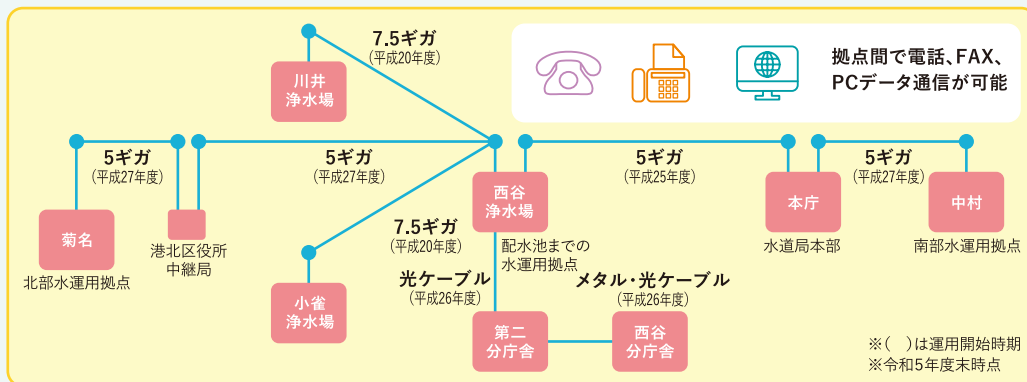 7.5ギガ
(平成20年度)
川井
浄水場
拠点間で電話、FAX、
PCデータ通信が可能
5ギガ
(平成27年度)
5ギガ
(平成27年度)
5ギガ
(平成25年度)
5ギガ
(平成27年度)
菊名
北部水運用拠点
港北区役所
中継局
西谷
浄水場
配水池までの
水運用拠点
本庁
水道局本部
中村
南部水運用拠点
7.5ギガ
(平成20年度)
小雀
浄水場
光ケーブル
(平成26年度)
メタル・光ケーブル
(平成26年度)
第二
分庁舎
西谷
分庁舎
※( )は運用開始時期
※令和5年度末時点